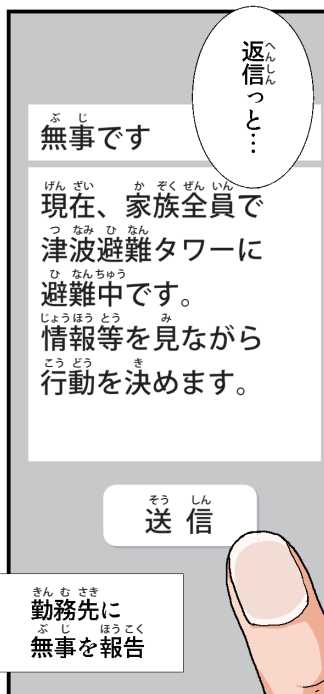 返信っと…
無事です
現在、家族全員で
津波避難タワーに
避難中です。
情報等を見ながら
行動を決めます。
送信
勤務先に
無事を報告